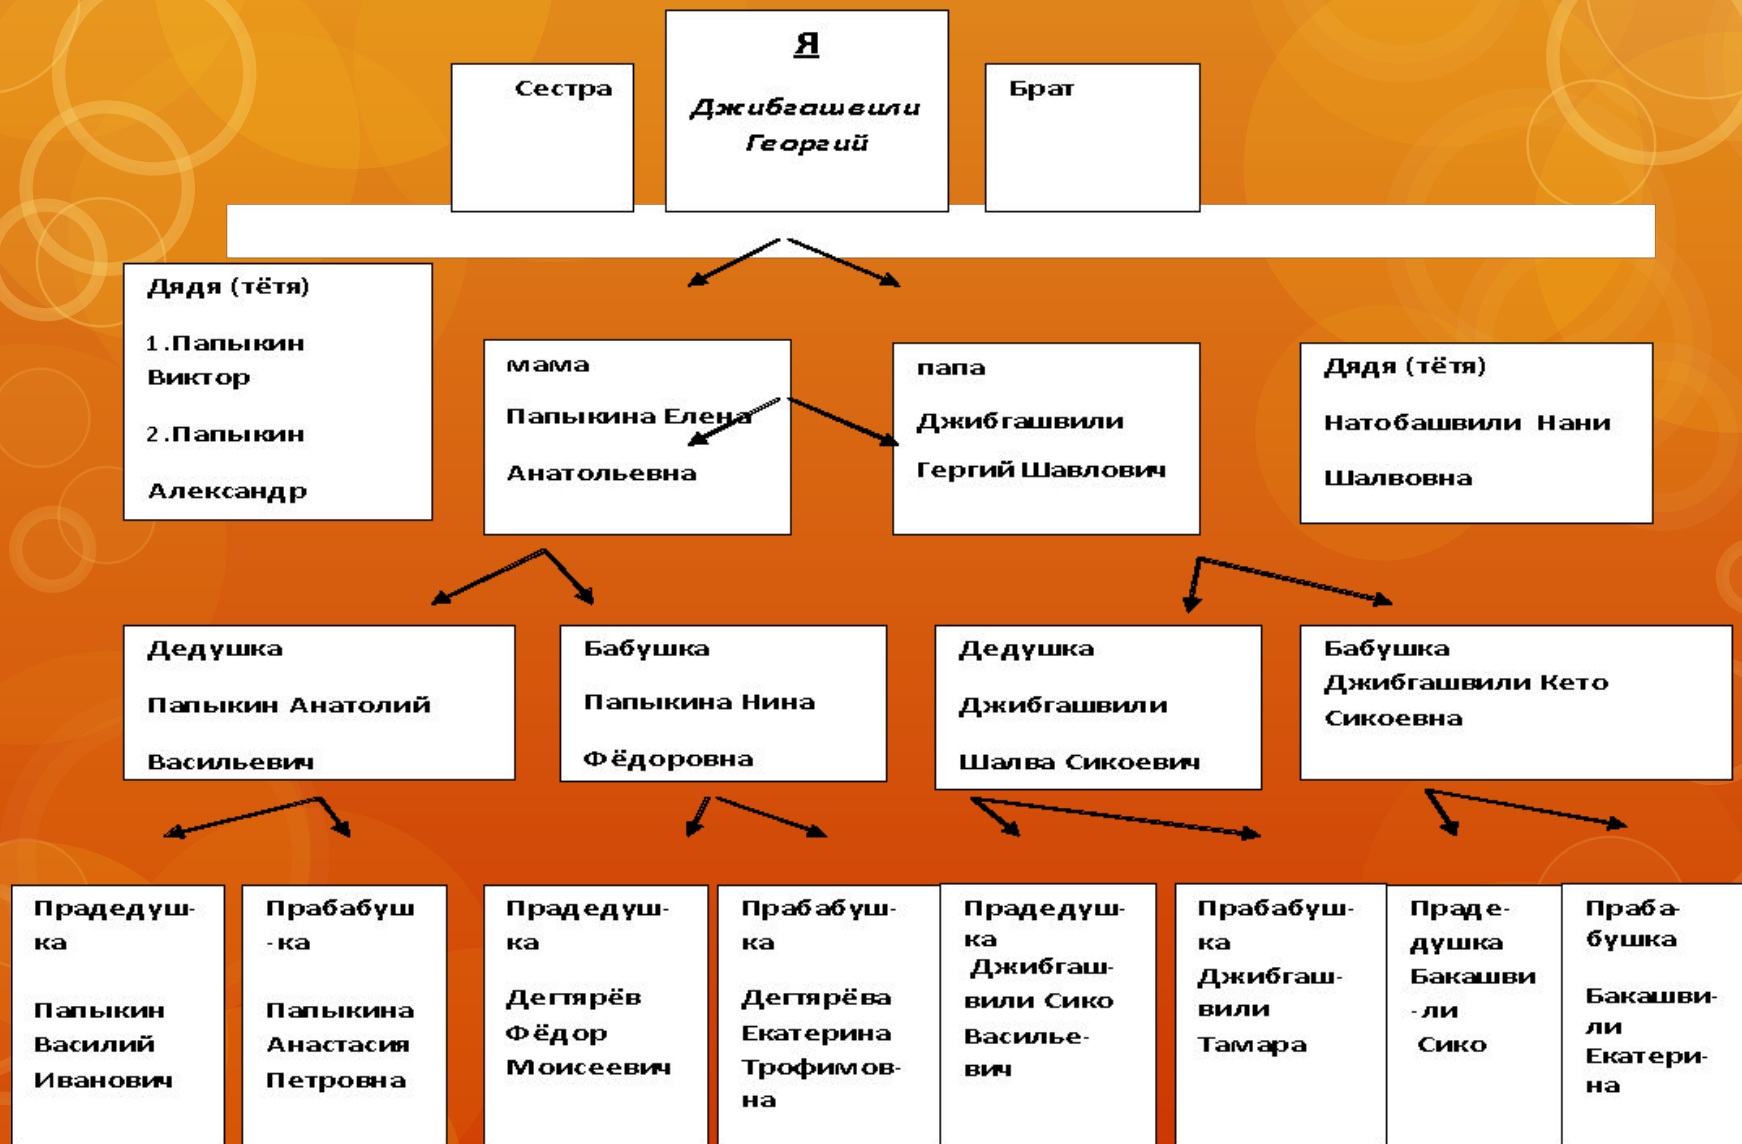 Я
Джибгашвили
Георгий
Сестра
Брат
Дядя (тётя)
1.Папыкин
Виктор
2.Папыкин
Александр
мама
Папыкина Елена
Анатольевна
папа
Джибгашвили
Гергий Шавлович
Дядя (тётя)
Натобашвили Нани
Шалвовна
Дедушка
Папыкин Анатолий
Васильевич
Бабушка
Папыкина Нина
Фёдоровна
Дедушка
Джибгашвили
Шалва Сикоевич
Бабушка
Джибгашвили Кето
Сикоевна
Прадедуш-
ка
Папыкин
Василий
Иванович
Прабабуш
-ка
Папыкина
Анастасия
Петровна
Прадедуш-
ка
Дегтярёв
Фёдор
Моисеевич
Прабабуш-
ка
Дегтярёва
Екатерина
Трофимов-
на
Прадедуш-
ка
Джибгаш-
вили Сико
Василье-
вич
Прабабуш-
ка
Джибгаш-
вили
Тамара
Праде-
душка
Бакашви
-ли
Сико
Праба-
бушка
Бакашви-
ли
Екатери-
на